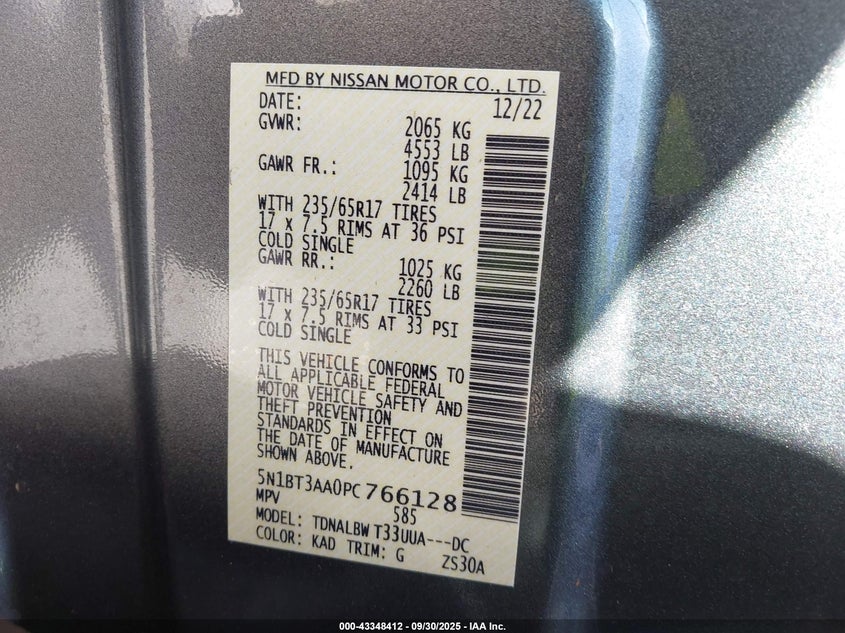 MFD BY NISSAN MOTOR CO., LTD.
DATE: 12/22
GVWR: 2065 KG
4553 LB
GAWR FR.: 1095 KG
2414 LB
WITH 235/65R17 TIRES
17 x 7.5 RIMS AT 36 PSI
COLD SINGLE
GAWR RR.: 1025 KG
2260 LB
WITH 235/65R17 TIRES
17 x 7.5 RIMS AT 33 PSI
COLD SINGLE
THIS VEHICLE CONFORMS TO
ALL APPLICABLE FEDERAL
MOTOR VEHICLE SAFETY AND
THEFT PREVENTION
STANDARDS IN EFFECT ON
THE DATE OF MANUFACTURE
SHOWN ABOVE.
5N1BT3AA0PC766128
MPV 585
MODEL: TDNALBW T33UUA---DC
COLOR: KAD TRIM: G ZS30A
000-43348412 - 09/30/2025 - IAA Inc.